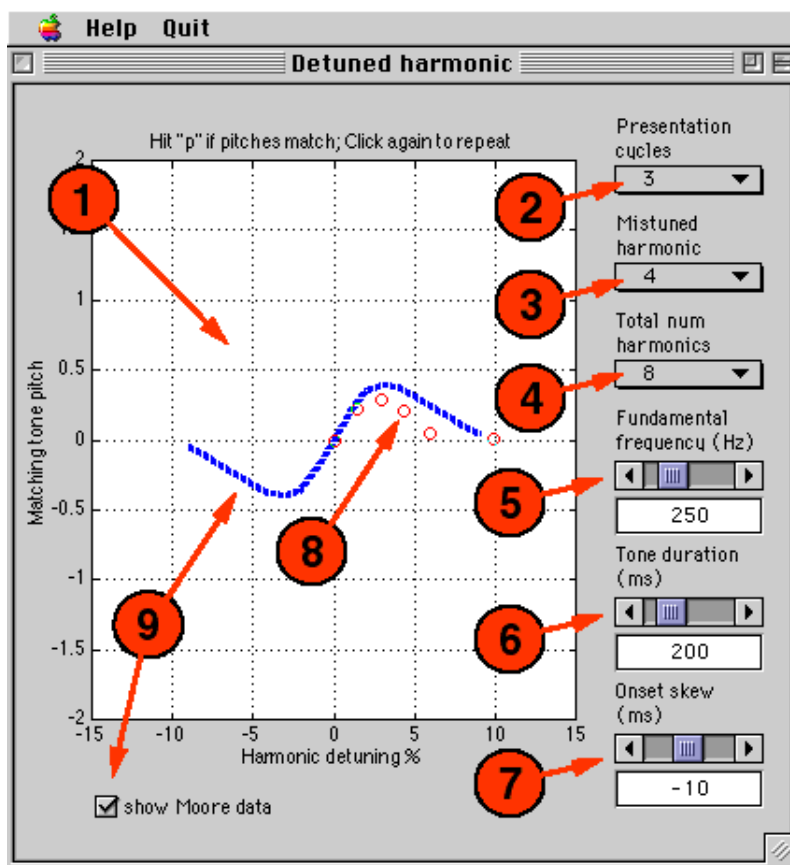 Help Quit
Detuned harmonic
Hit "p" if pitches match; Click again to repeat
2
1
0.5
0
-0.5
-1
-1.5
-2
Matching tone pitch
-15 -10 -5 0 5 10 15
Harmonic detuning %
show Moore data
1
8
9
Presentation
cycles
2
3
Mistuned
harmonic
3
4
Total num
harmonics
4
8
Fundamental
frequency (Hz)
5
250
Tone duration
(ms)
6
200
Onset skew
(ms)
7
-10